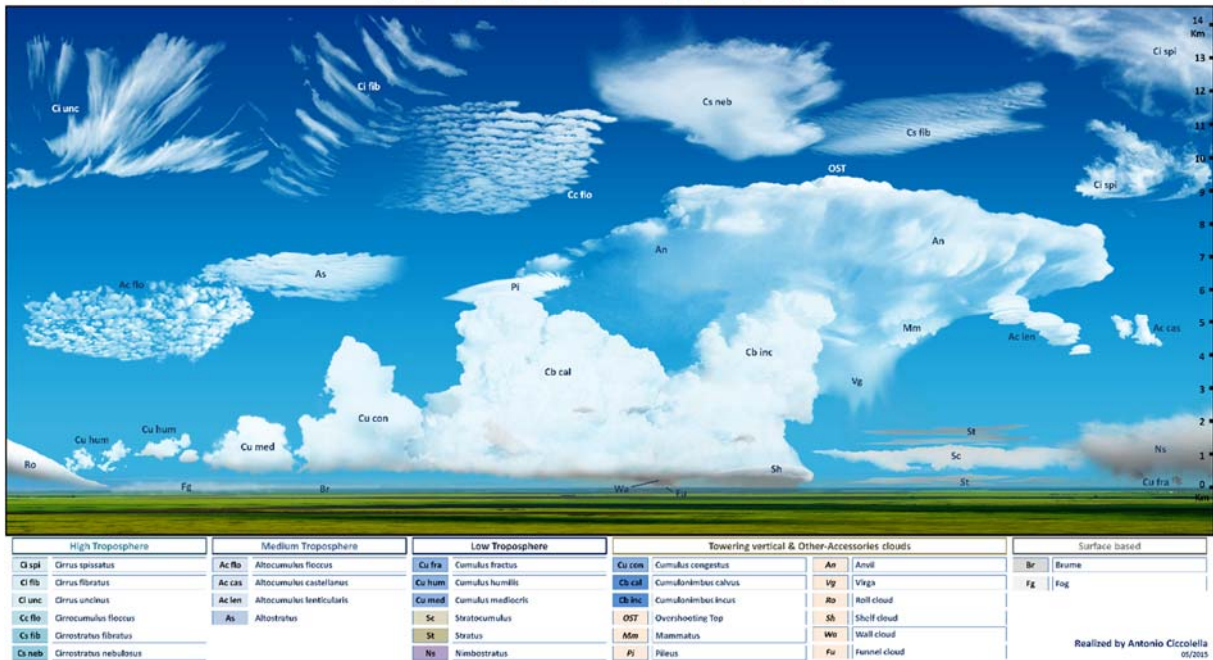 14
Km
Ci spi
13
Ci unc
Ci fib
12
Cs neb
11
Cs fib
10
OST
Ci spi
Cc flo
9
8
An
An
7
As
Ac flo
Pi
6
Mm
Ac len
Ac cas
5
Cb inc
Cb cal
4
Vg
3
Cu con
2
Cu hum
Cu hum
Cu med
St
Ns
Ro
Sc
1
Sh
St
Cu fra
Fg
Br
Wa
Fu
0
Km
High Troposphere
Ci spi Cirrus spissatus
Ci fib Cirrus fibratus
Ci unc Cirrus uncinus
Cc flo Cirrocumulus floccus
Cs fib Cirrostratus fibratus
Cs neb Cirrostratus nebulosus
Medium Troposphere
Ac flo Altocumulus floccus
Ac cas Altocumulus castellanus
Ac len Altocumulus lenticularis
As Altostratus
Low Troposphere
Cu fra Cumulus fractus
Cu hum Cumulus humilis
Cu med Cumulus mediocris
Sc Stratocumulus
St Stratus
Ns Nimbostratus
Towering vertical & Other-Accessories clouds
Cu con Cumulus congestus
Cb cal Cumulonimbus calvus
Cb inc Cumulonimbus incus
OST Overshooting Top
Mm Mammatus
Pi Pileus
An Anvil
Vg Virga
Ro Roll cloud
Sh Shelf cloud
Wa Wall cloud
Fu Funnel cloud
Surface based
Br Brume
Fg Fog
Realized by Antonio Ciccolella
05/2015